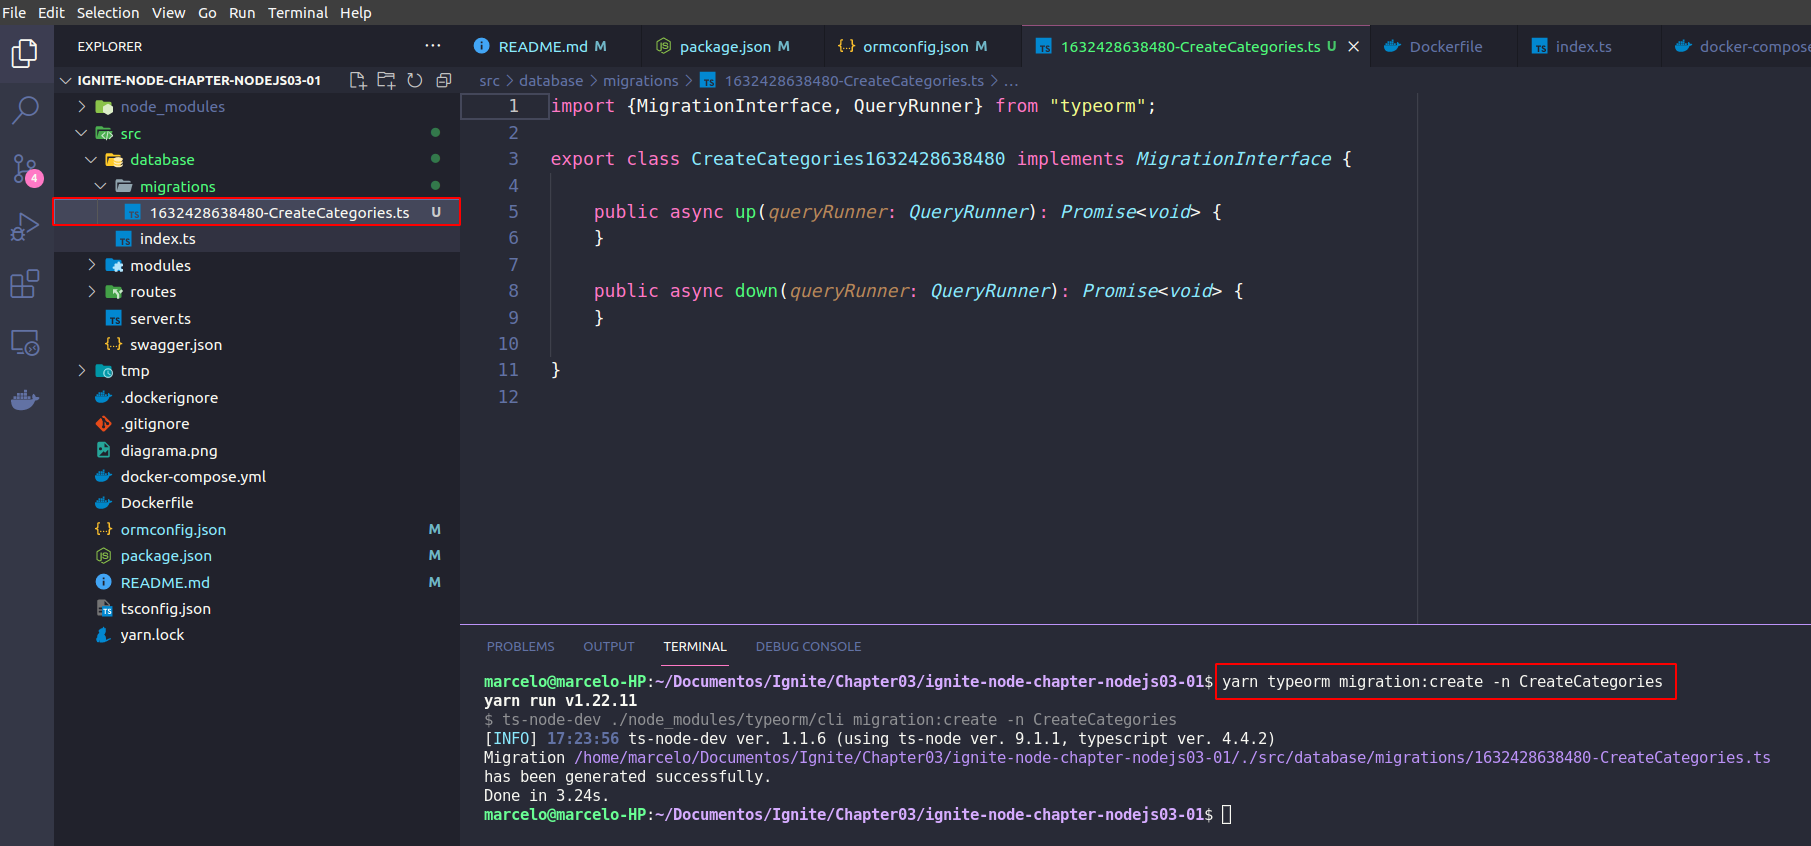 File Edit Selection View Go Run Terminal Help
EXPLORER
IGNITE-NODE-CHAPTER-NODEJS03-01
node_modules
src
database
migrations
TS 1632428638480-CreateCategories.ts U
TS index.ts
modules
routes
TS server.ts
{..} swagger.json
tmp
.dockerignore
.gitignore
diagrama.png
docker-compose.yml
Dockerfile
{..} ormconfig.json M
JS package.json M
README.md M
TS tsconfig.json
yarn.lock
4
README.md M
JS package.json M
{..} ormconfig.json M
TS 1632428638480-CreateCategories.ts U
Dockerfile
TS index.ts
docker-compose
src > database > migrations > TS 1632428638480-CreateCategories.ts > ...
1 import {MigrationInterface, QueryRunner} from "typeorm";
2
3 export class CreateCategories1632428638480 implements MigrationInterface {
4
5 public async up(queryRunner: QueryRunner): Promise<void> {
6 }
7
8 public async down(queryRunner: QueryRunner): Promise<void> {
9 }
10
11 }
12
PROBLEMS OUTPUT TERMINAL DEBUG CONSOLE
marcelo@marcelo-HP:~/Documentos/Ignite/Chapter03/ignite-node-chapter-nodejs03-01$ yarn typeorm migration:create -n CreateCategories
yarn run v1.22.11
$ ts-node-dev ./node_modules/typeorm/cli migration:create -n CreateCategories
[INFO] 17:23:56 ts-node-dev ver. 1.1.6 (using ts-node ver. 9.1.1, typescript ver. 4.4.2)
Migration /home/marcelo/Documentos/Ignite/Chapter03/ignite-node-chapter-nodejs03-01/./src/database/migrations/1632428638480-CreateCategories.ts
has been generated successfully.
Done in 3.24s.
marcelo@marcelo-HP:~/Documentos/Ignite/Chapter03/ignite-node-chapter-nodejs03-01$